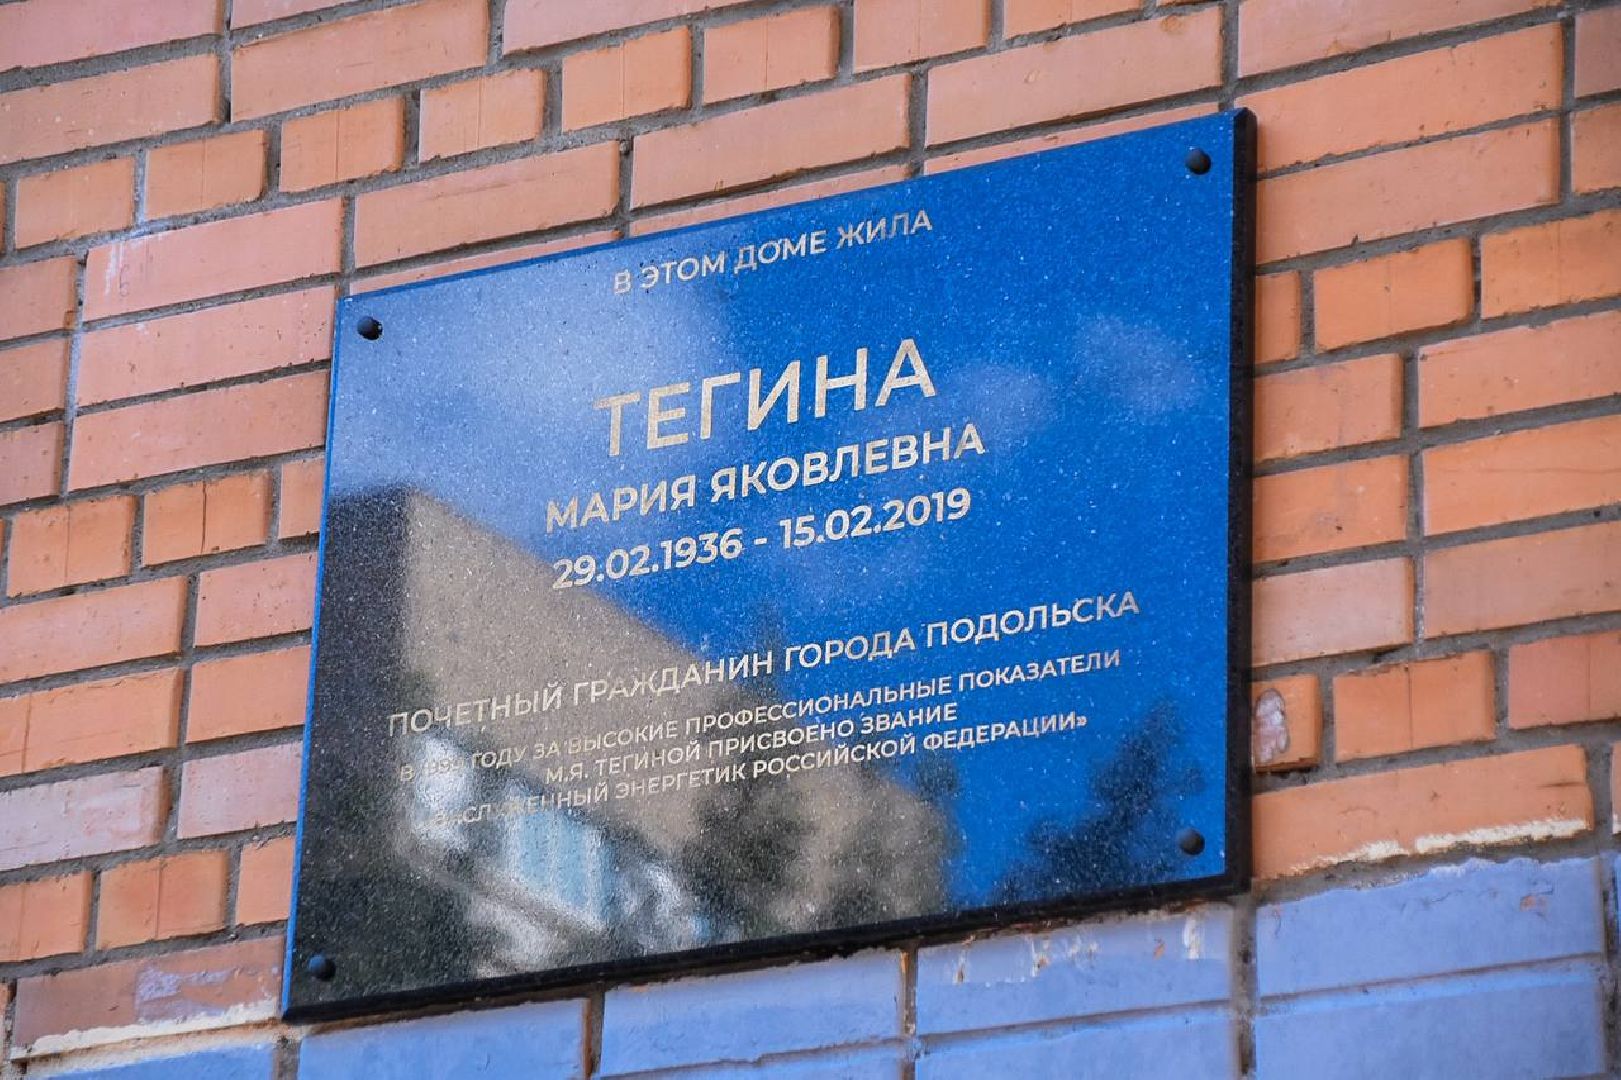 В ЭТОМ ДОМЕ ЖИЛА
ТЕГИНА
МАРИЯ ЯКОВЛЕВНА
29.02.1936 - 15.02.2019
ПОЧЕТНЫЙ ГРАЖДАНИН ГОРОДА ПОДОЛЬСКА
В ГОДУ ЗА ВЫСОКИЕ ПРОФЕССИОНАЛЬНЫЕ ПОКАЗАТЕЛИ
М.Я. ТЕГИНОЙ ПРИСВОЕНО ЗВАНИЕ
«ЗАСЛУЖЕННЫЙ ЭНЕРГЕТИК РОССИЙСКОЙ ФЕДЕРАЦИИ»